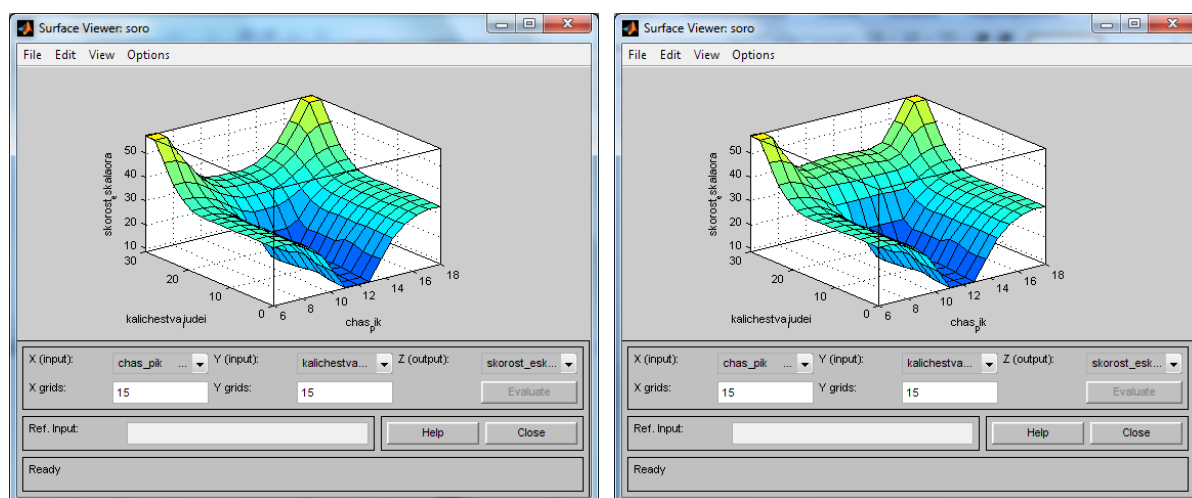 Surface Viewer: soro
File Edit View Options
50
40
30
20
10
skorost_eskalaora
30
20
10
0
kalichestva_ljudei
6 8 10 12 14 16 18
chas_pik
X (input): chas_pik ... Y (input): kalichestva... Z (output): skorost_esk...
X grids: 15 Y grids: 15 Evaluate
Ref. Input: Help Close
Ready
Surface Viewer: soro
File Edit View Options
50
40
30
20
10
skorost_eskalaora
30
20
10
0
kalichestva_ljudei
6 8 10 12 14 16 18
chas_pik
X (input): chas_pik ... Y (input): kalichestva... Z (output): skorost_esk...
X grids: 15 Y grids: 15 Evaluate
Ref. Input: Help Close
Ready